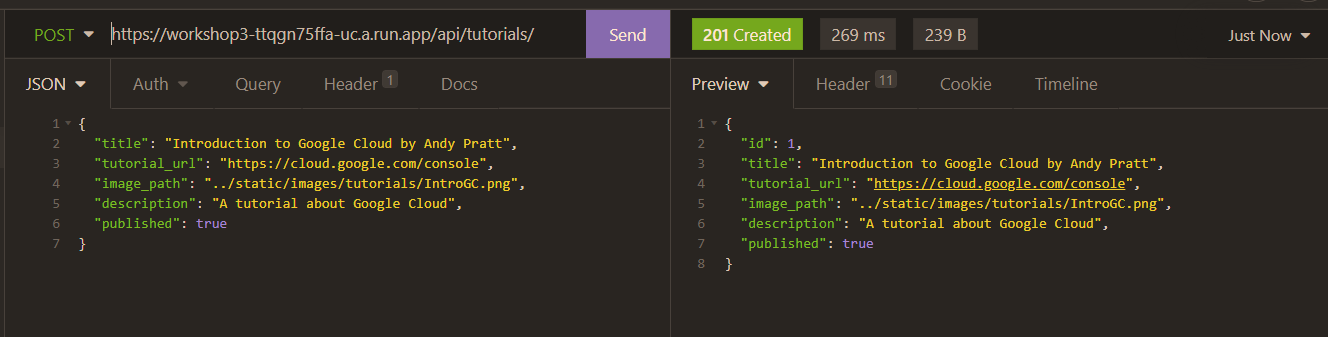 POST https://workshop3-ttqgn75ffa-uc.a.run.app/api/tutorials/ Send 201 Created 269 ms 239 B Just Now
JSON Auth Query Header 1 Docs
1 {
2 "title": "Introduction to Google Cloud by Andy Pratt",
3 "tutorial_url": "https://cloud.google.com/console",
4 "image_path": "../static/images/tutorials/IntroGC.png",
5 "description": "A tutorial about Google Cloud",
6 "published": true
7 }
Preview Header 11 Cookie Timeline
1 {
2 "id": 1,
3 "title": "Introduction to Google Cloud by Andy Pratt",
4 "tutorial_url": "https://cloud.google.com/console",
5 "image_path": "../static/images/tutorials/IntroGC.png",
6 "description": "A tutorial about Google Cloud",
7 "published": true
8 }